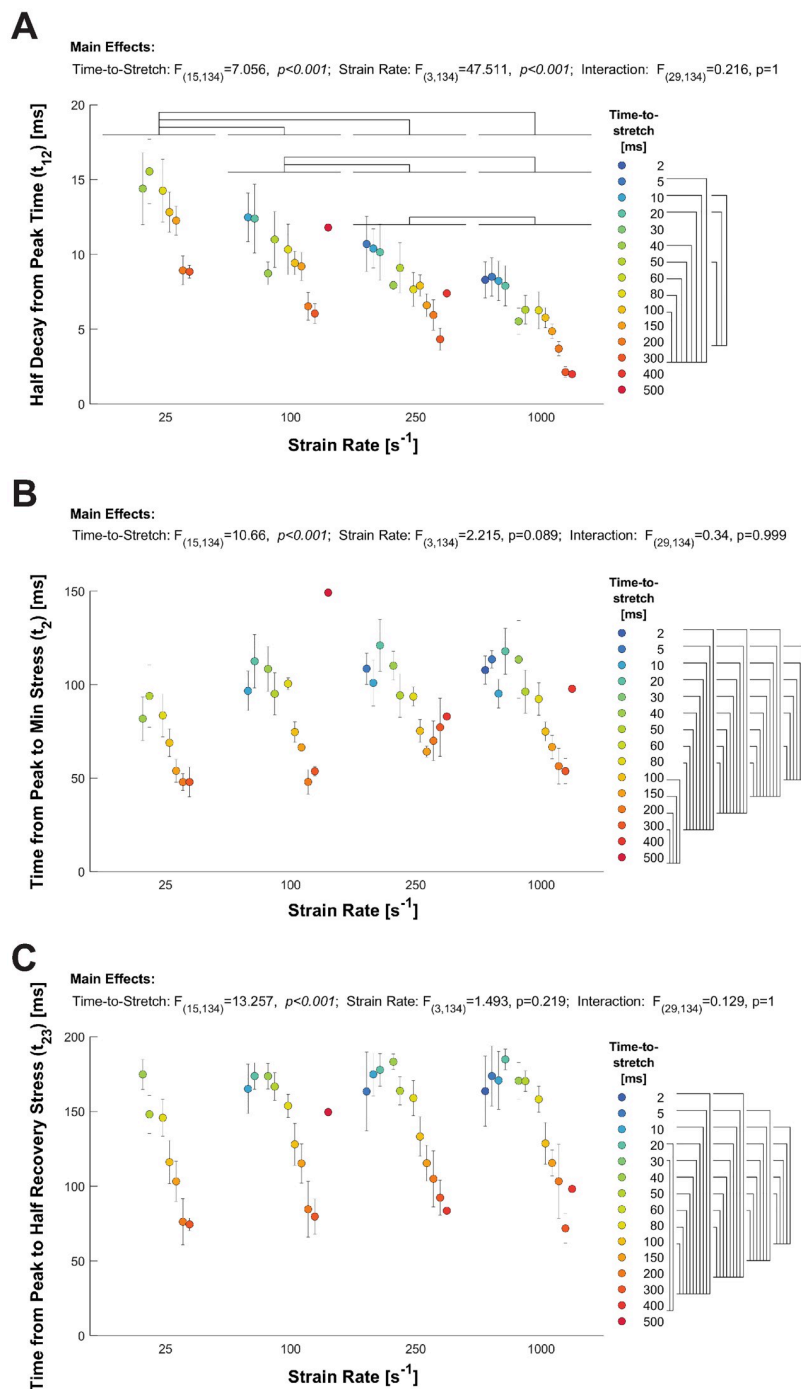 A
Main Effects:
Time-to-Stretch: F(15,134)=7.056, p<0.001; Strain Rate: F(3,134)=47.511, p<0.001; Interaction: F(29,134)=0.216, p=1
Half Decay from Peak Time (t12) [ms]
20
15
10
5
0
25
100
250
1000
Strain Rate [s-1]
Time-to-
stretch
[ms]
2
5
10
20
30
40
50
60
80
100
150
200
300
400
500
B
Main Effects:
Time-to-Stretch: F(15,134)=10.66, p<0.001; Strain Rate: F(3,134)=2.215, p=0.089; Interaction: F(29,134)=0.34, p=0.999
Time from Peak to Min Stress (t2) [ms]
150
100
50
0
25
100
250
1000
Strain Rate [s-1]
Time-to-
stretch
[ms]
2
5
10
20
30
40
50
60
80
100
150
200
300
400
500
C
Main Effects:
Time-to-Stretch: F(15,134)=13.257, p<0.001; Strain Rate: F(3,134)=1.493, p=0.219; Interaction: F(29,134)=0.129, p=1
Time from Peak to Half Recovery Stress (t23) [ms]
200
150
100
50
0
25
100
250
1000
Strain Rate [s-1]
Time-to-
stretch
[ms]
2
5
10
20
30
40
50
60
80
100
150
200
300
400
500